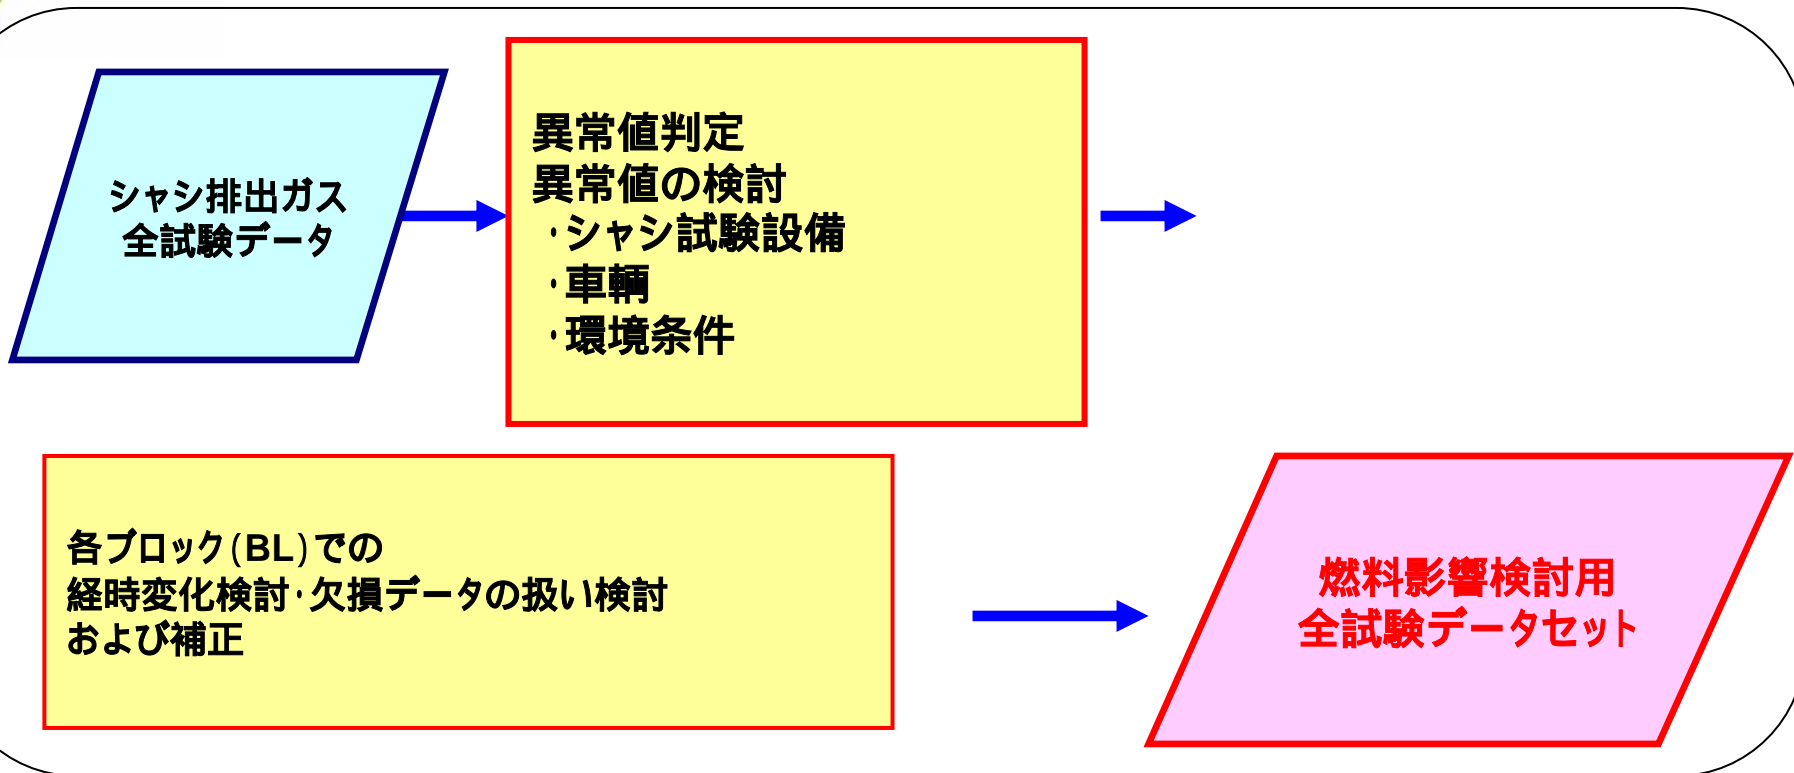 シャシ排出ガス
全試験データ
異常値判定
異常値の検討
・シャシ試験設備
・車輌
・環境条件
各ブロック(BL)での
経時変化検討・欠損データの扱い検討
および補正
燃料影響検討用
全試験データセット